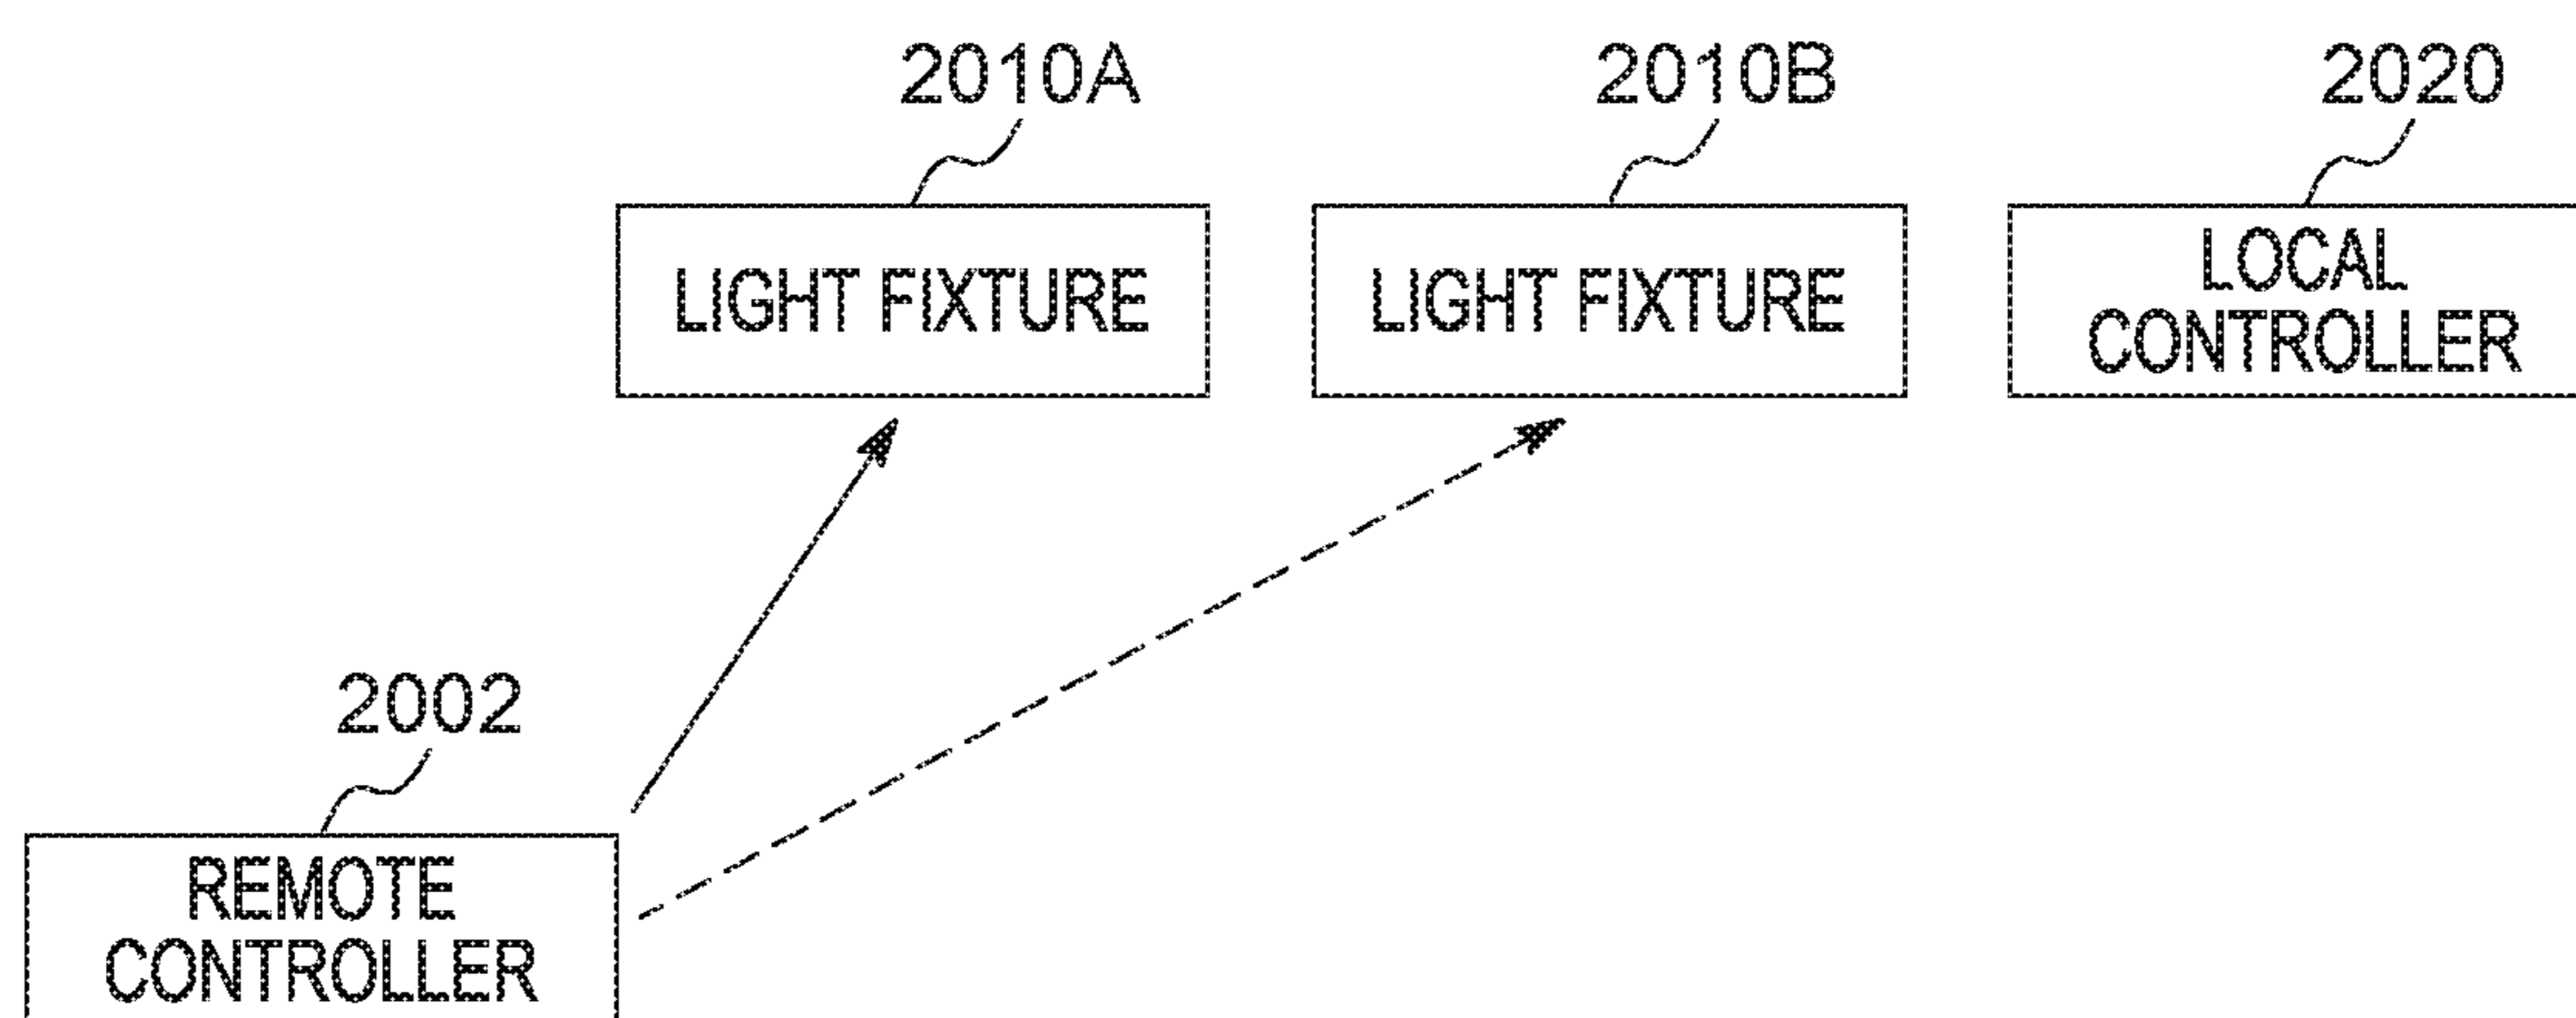 2010A
2010B
2020
LIGHT FIXTURE
LIGHT FIXTURE
LOCAL
CONTROLLER
2002
REMOTE
CONTROLLER